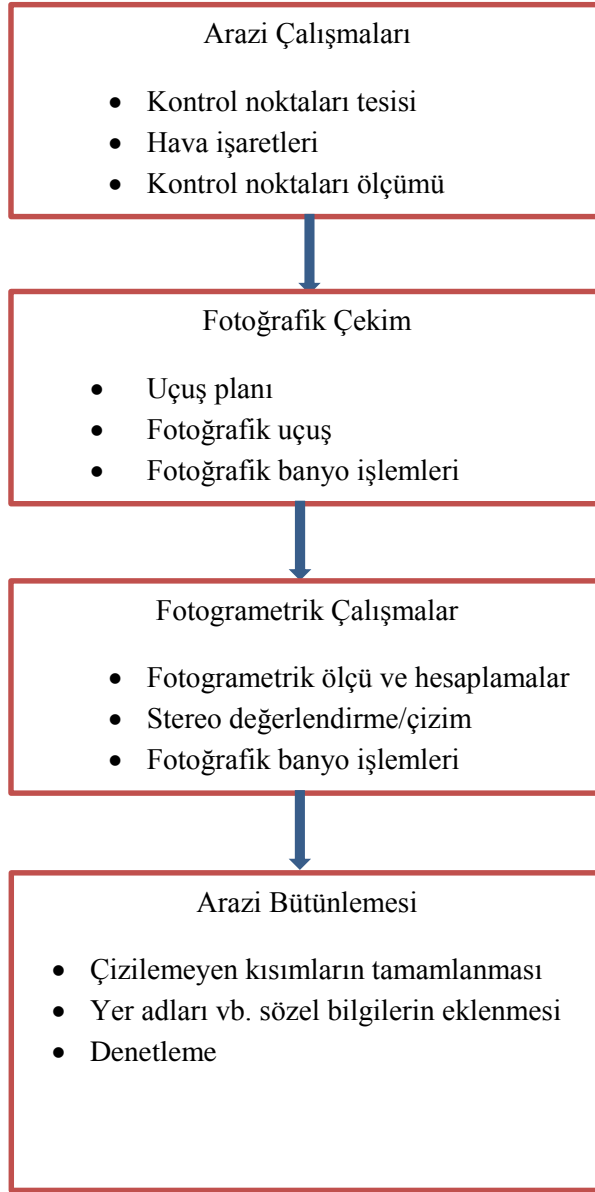 Arazi Çalışmaları
• Kontrol noktaları tesisi
• Hava işaretleri
• Kontrol noktaları ölçümü
Fotoğrafik Çekim
• Uçuş planı
• Fotoğrafik uçuş
• Fotoğrafik banyo işlemleri
Fotogrametrik Çalışmalar
• Fotogrametrik ölçü ve hesaplamalar
• Stereo değerlendirme/çizim
• Fotoğrafik banyo işlemleri
Arazi Bütünlemesi
• Çizilemeyen kısımların tamamlanması
• Yer adları vb. sözel bilgilerin eklenmesi
• Denetleme